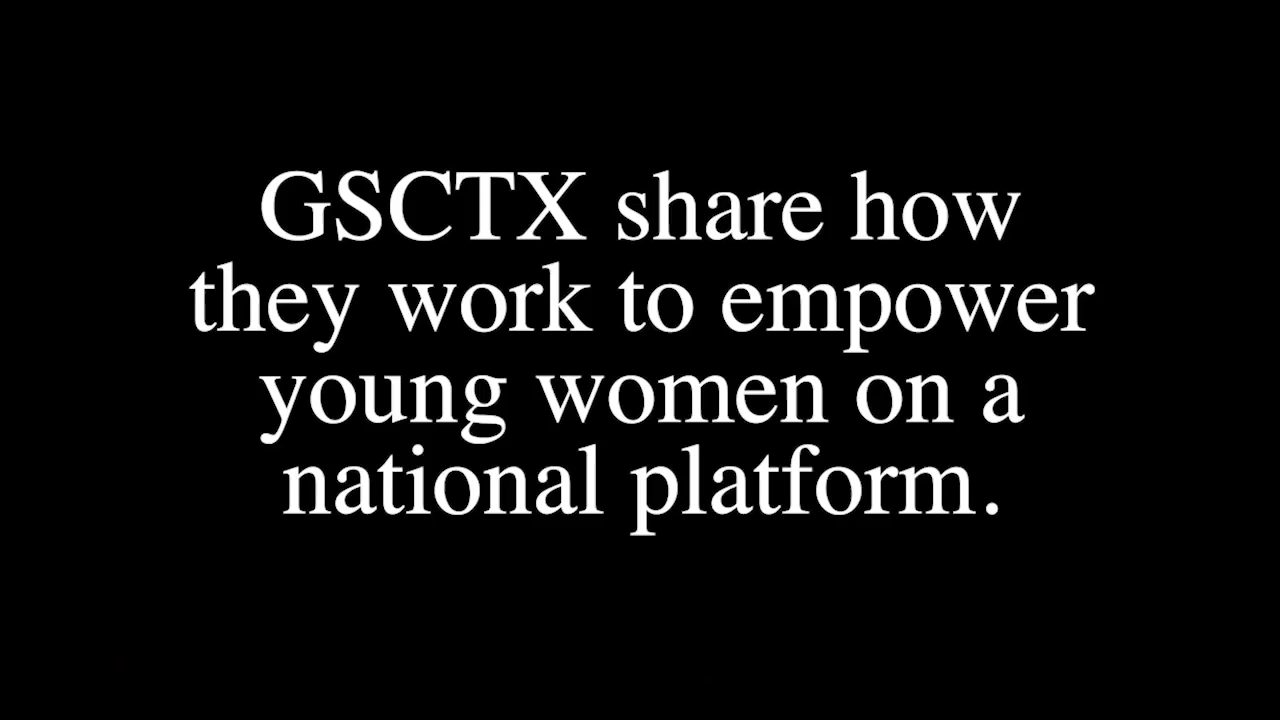 GSCTX share how
they work to empower
young women on a
national platform.